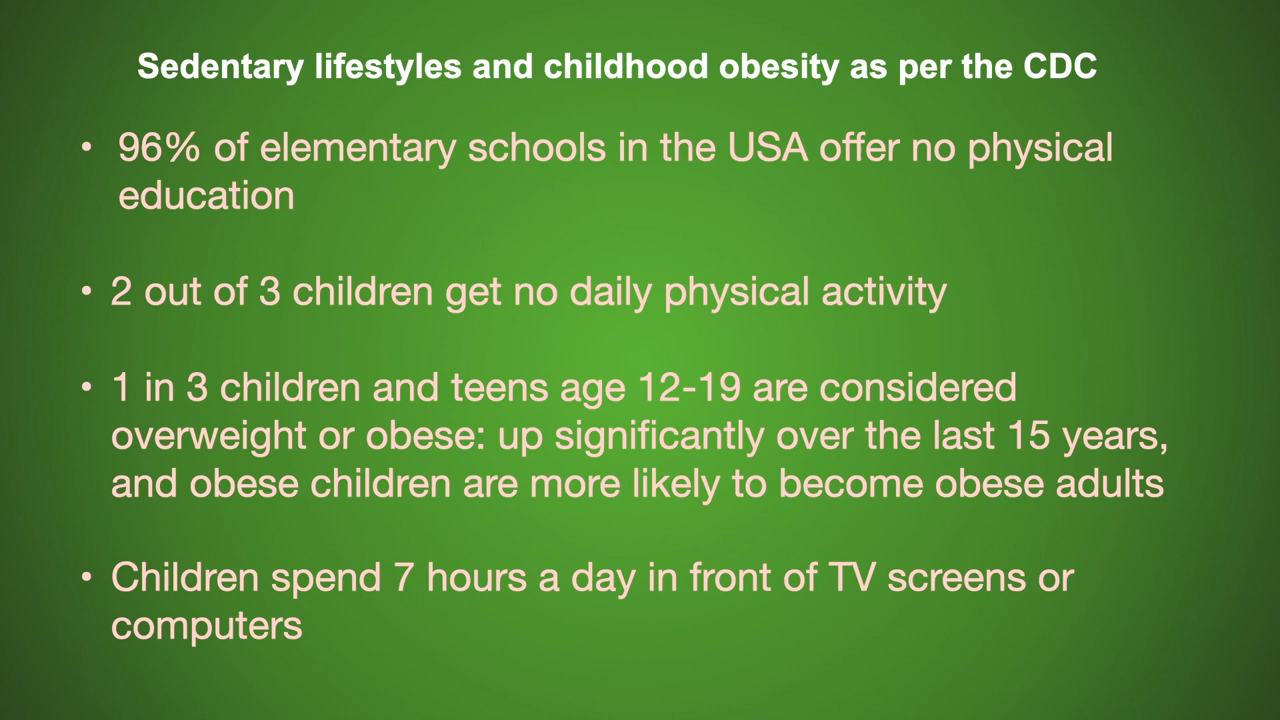 Sedentary lifestyles and childhood obesity as per the CDC
• 96% of elementary schools in the USA offer no physical
education
• 2 out of 3 children get no daily physical activity
• 1 in 3 children and teens age 12-19 are considered
overweight or obese: up significantly over the last 15 years,
and obese children are more likely to become obese adults
• Children spend 7 hours a day in front of TV screens or
computers